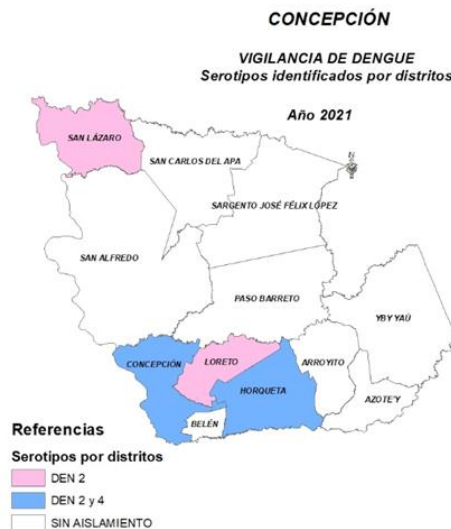 CONCEPCIÓN
VIGILANCIA DE DENGUE
Serotipos identificados por distritos
Año 2021
SAN LÁZARO
SAN CARLOS DEL APA
SARGENTO JOSÉ FÉLIX LÓPEZ
SAN ALFREDO
PASO BARRETO
YBY YAÚ
CONCEPCIÓN
LORETO
ARROYITO
HORQUETA
AZOTE'Y
BELÉN
Referencias
Serotipos por distritos
DEN 2
DEN 2 y 4
SIN AISLAMIENTO